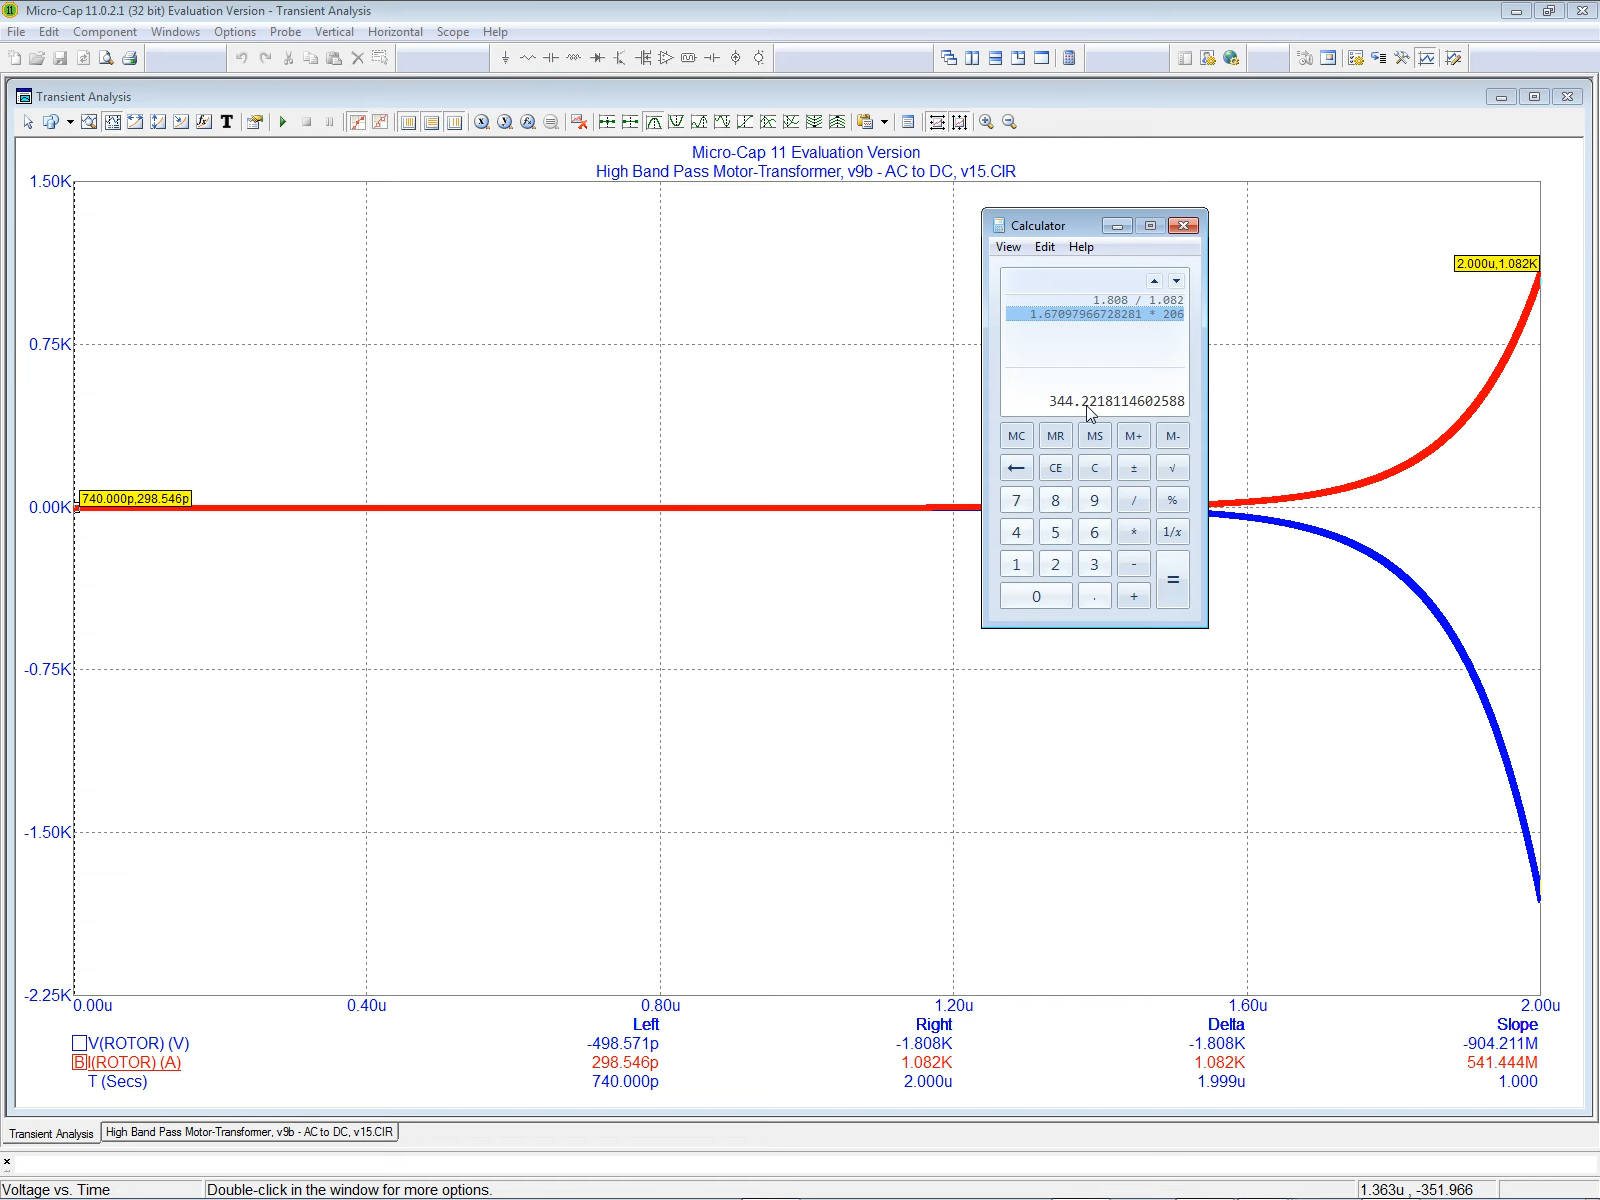 Micro-Cap 11.0.2.1 (32 bit) Evaluation Version - Transient Analysis
File Edit Component Windows Options Probe Vertical Horizontal Scope Help
Transient Analysis
T
Micro-Cap 11 Evaluation Version
High Band Pass Motor-Transformer, v9b - AC to DC, v15.CIR
1.50K
0.75K
0.00K
-0.75K
-1.50K
-2.25K
2.000u,1.082K
740.000p,298.546p
Calculator
View Edit Help
1.808 / 1.082
1.67097966728281 * 206
344.2218114602588
MC MR MS M+ M-
← CE C ± √
7 8 9 / %
4 5 6 * 1/x
1 2 3 - =
0 . +
0.00u 0.40u 0.80u 1.20u 1.60u 2.00u
Left Right Delta Slope
V(ROTOR) (V) -498.571p -1.808K -1.808K -904.211M
B I(ROTOR) (A) 298.546p 1.082K 1.082K 541.444M
T (Secs) 740.000p 2.000u 1.999u 1.000
Transient Analysis High Band Pass Motor-Transformer, v9b - AC to DC, v15.CIR
Voltage vs. Time Double-click in the window for more options. 1.363u , -351.966